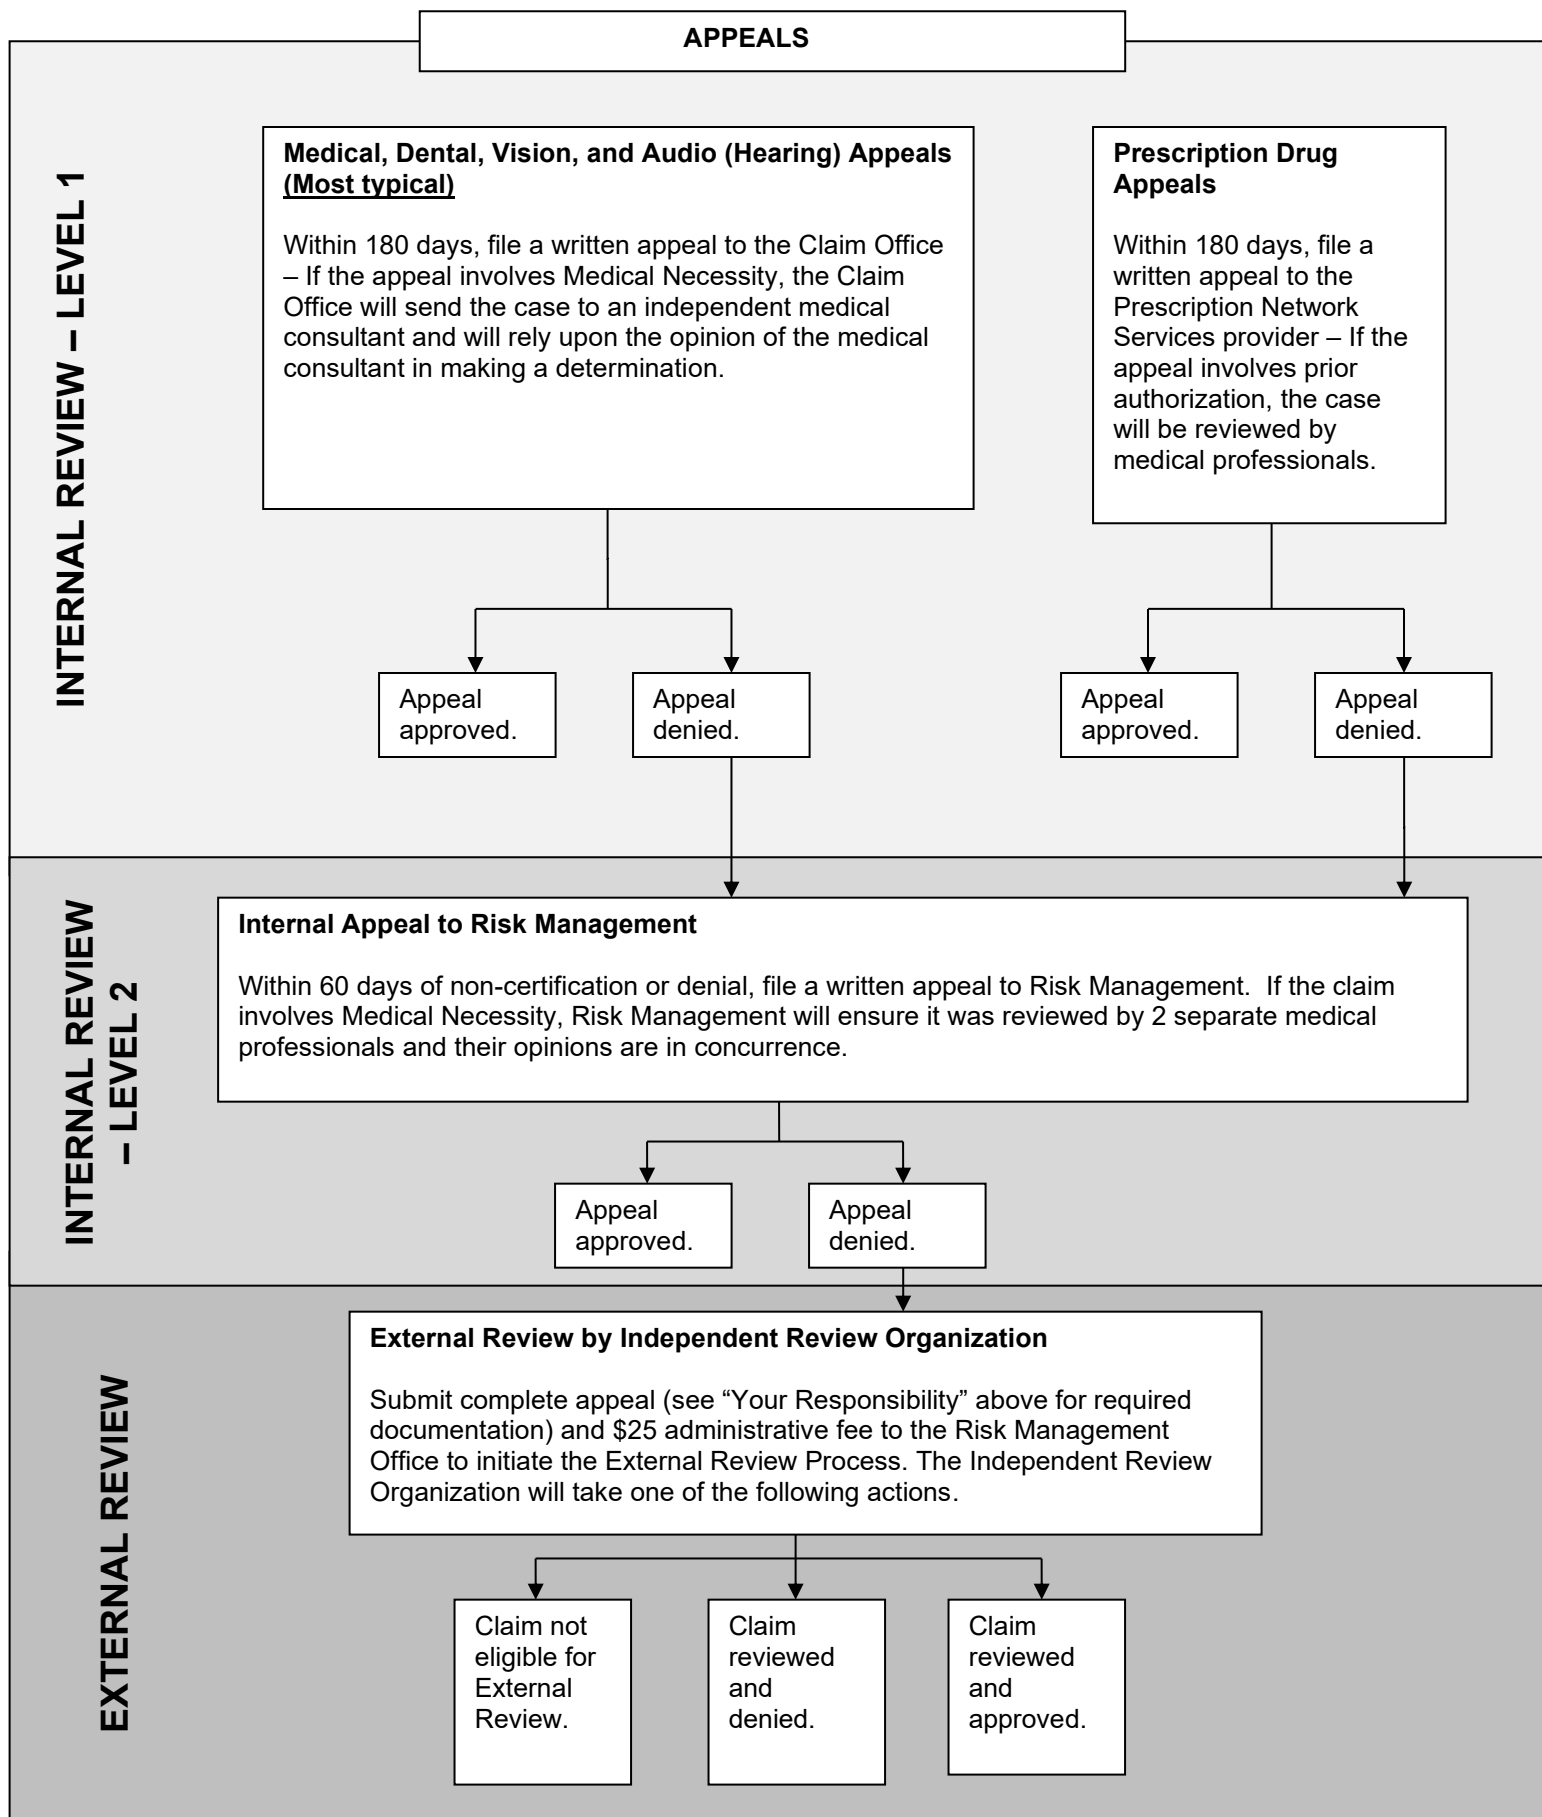 APPEALS
INTERNAL REVIEW – LEVEL 1
Medical, Dental, Vision, and Audio (Hearing) Appeals
(Most typical)
Within 180 days, file a written appeal to the Claim Office
– If the appeal involves Medical Necessity, the Claim
Office will send the case to an independent medical
consultant and will rely upon the opinion of the medical
consultant in making a determination.
Prescription Drug
Appeals
Within 180 days, file a
written appeal to the
Prescription Network
Services provider – If the
appeal involves prior
authorization, the case
will be reviewed by
medical professionals.
Appeal
approved.
Appeal
denied.
Appeal
approved.
Appeal
denied.
INTERNAL REVIEW
– LEVEL 2
Internal Appeal to Risk Management
Within 60 days of non-certification or denial, file a written appeal to Risk Management.  If the claim
involves Medical Necessity, Risk Management will ensure it was reviewed by 2 separate medical
professionals and their opinions are in concurrence.
Appeal
approved.
Appeal
denied.
EXTERNAL REVIEW
External Review by Independent Review Organization
Submit complete appeal (see “Your Responsibility” above for required
documentation) and $25 administrative fee to the Risk Management
Office to initiate the External Review Process. The Independent Review
Organization will take one of the following actions.
Claim not
eligible for
External
Review.
Claim
reviewed
and
denied.
Claim
reviewed
and
approved.